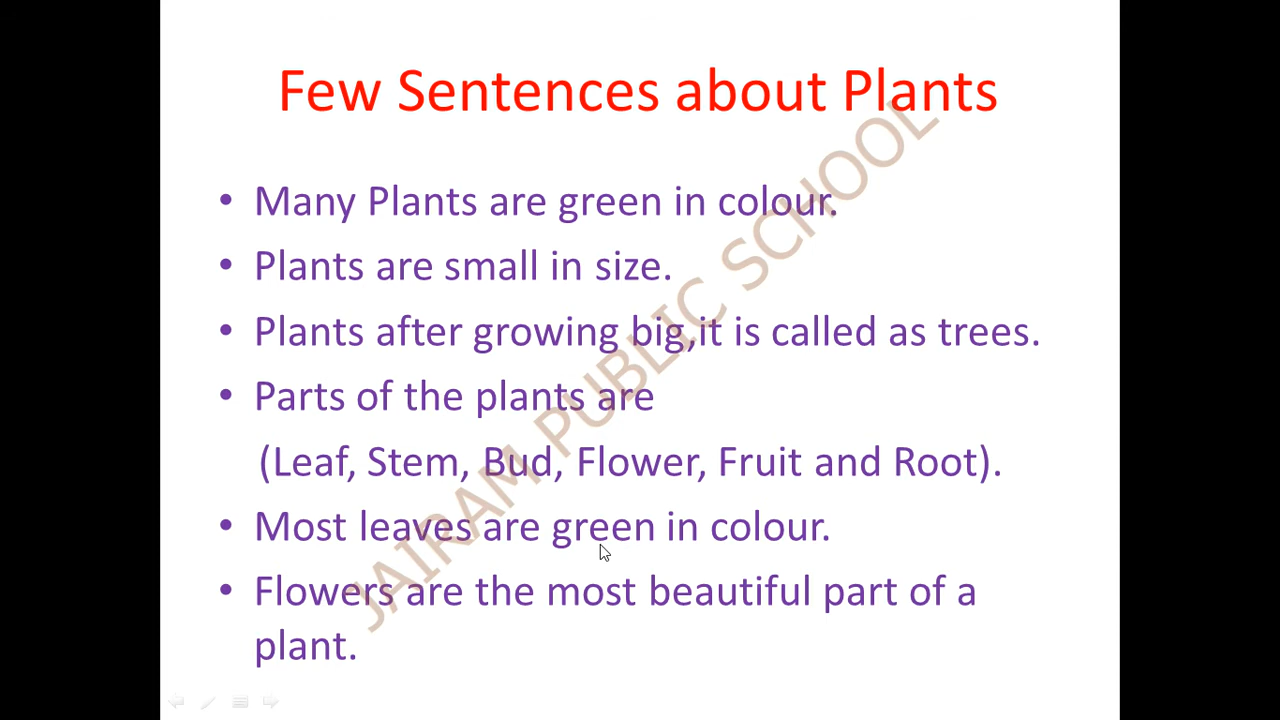 Few Sentences about Plants
• Many Plants are green in colour.
• Plants are small in size.
• Plants after growing big,it is called as trees.
• Parts of the plants are
(Leaf, Stem, Bud, Flower, Fruit and Root).
• Most leaves are green in colour.
• Flowers are the most beautiful part of a
plant.
JAIRAM PUBLIC SCHOOL